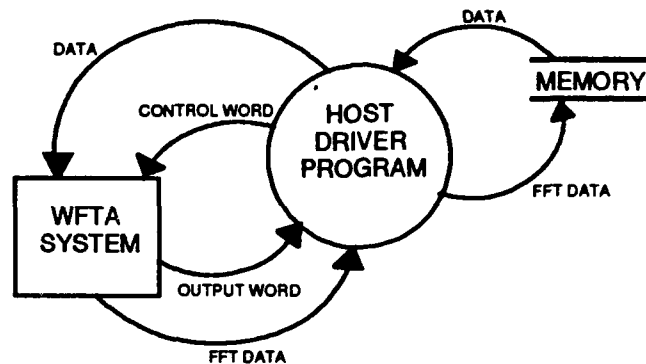 DATA
DATA
CONTROL WORD
HOST
DRIVER
PROGRAM
MEMORY
FFT DATA
WFTA
SYSTEM
OUTPUT WORD
FFT DATA